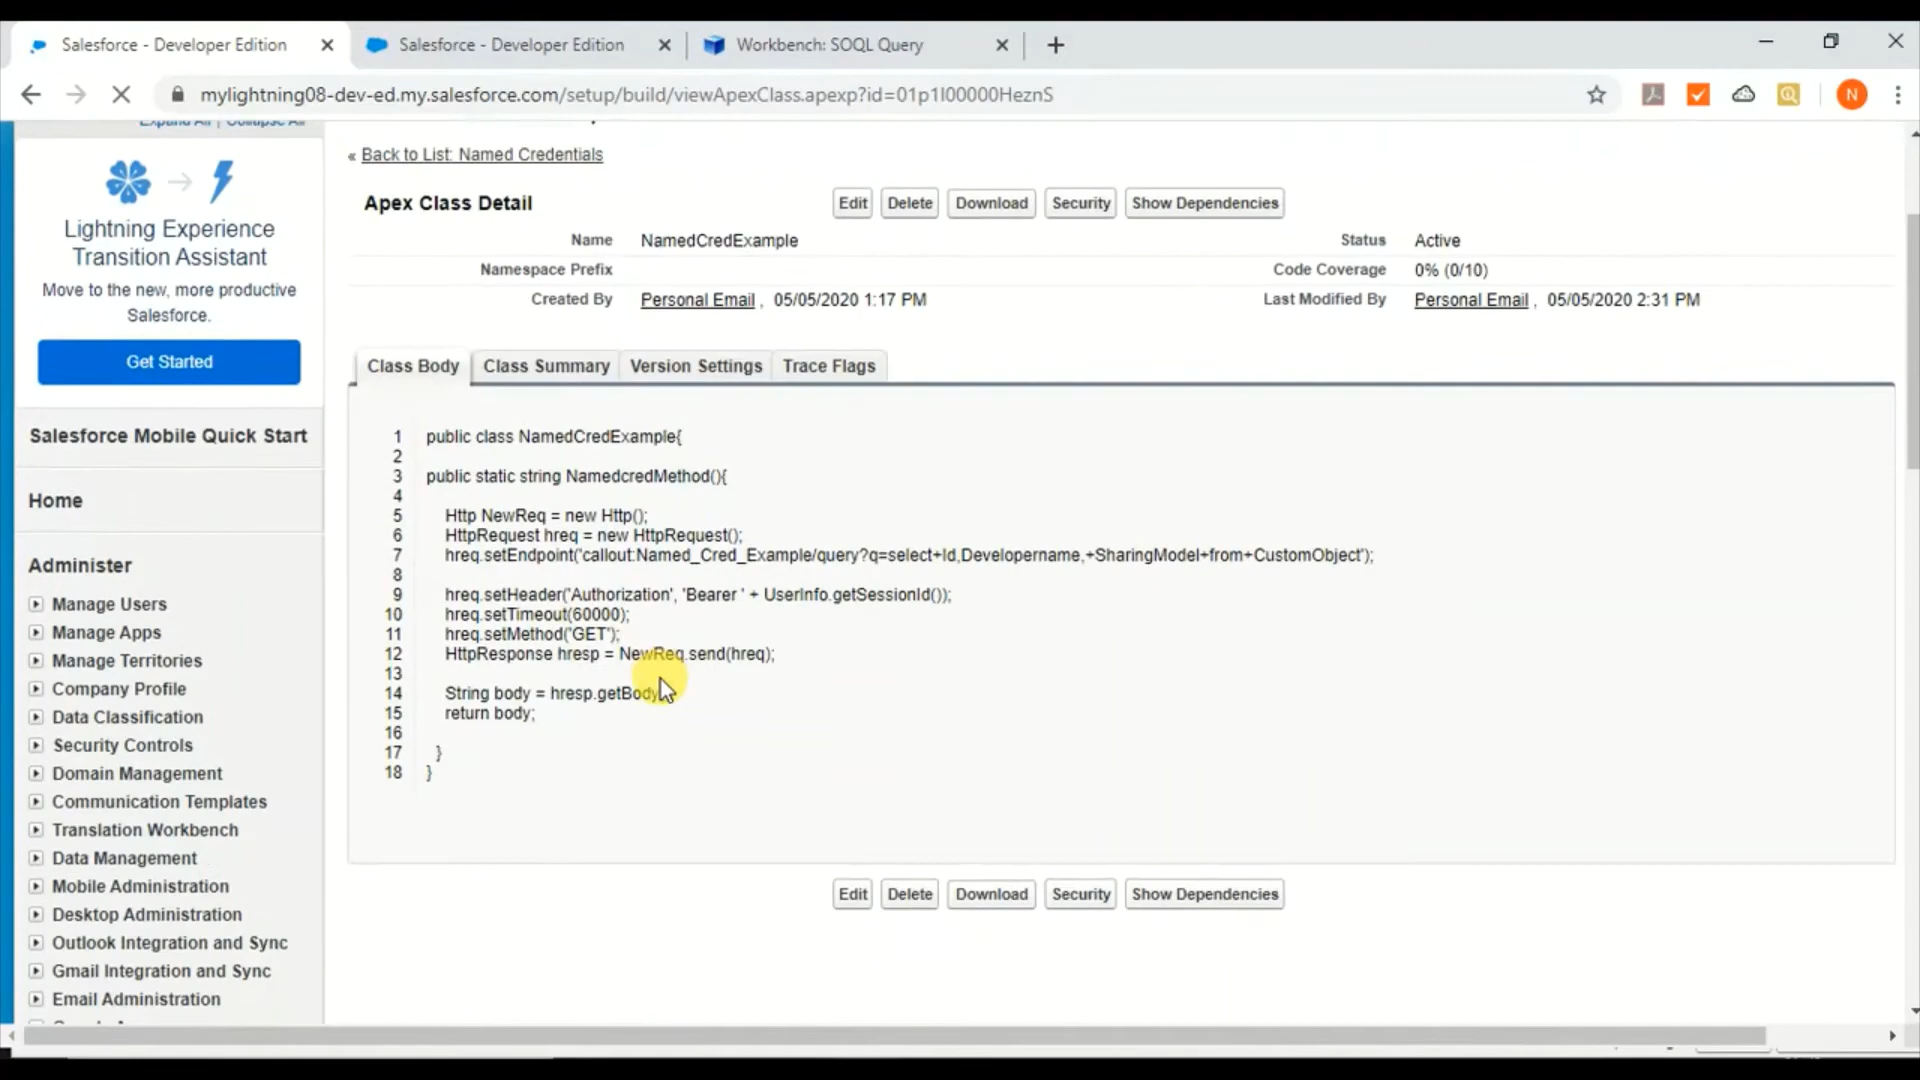 Salesforce - Developer Edition
Salesforce - Developer Edition
Workbench: SOQL Query
mylightning08-dev-ed.my.salesforce.com/setup/build/viewApexClass.apexp?id=01p1I00000HeznS
N
Expand All | Collapse All
Lightning Experience
Transition Assistant
Move to the new, more productive
Salesforce.
Get Started
Salesforce Mobile Quick Start
Home
Administer
Manage Users
Manage Apps
Manage Territories
Company Profile
Data Classification
Security Controls
Domain Management
Communication Templates
Translation Workbench
Data Management
Mobile Administration
Desktop Administration
Outlook Integration and Sync
Gmail Integration and Sync
Email Administration
« Back to List: Named Credentials
Apex Class Detail
Edit Delete Download Security Show Dependencies
Name NamedCredExample Status Active
Namespace Prefix Code Coverage 0% (0/10)
Created By Personal Email , 05/05/2020 1:17 PM Last Modified By Personal Email , 05/05/2020 2:31 PM
Class Body Class Summary Version Settings Trace Flags
1 public class NamedCredExample{
2
3 public static string NamedcredMethod(){
4
5 Http NewReq = new Http();
6 HttpRequest hreq = new HttpRequest();
7 hreq.setEndpoint('callout:Named_Cred_Example/query?q=select+Id,Developername,+SharingModel+from+CustomObject');
8
9 hreq.setHeader('Authorization', 'Bearer ' + UserInfo.getSessionId());
10 hreq.setTimeout(60000);
11 hreq.setMethod('GET');
12 HttpResponse hresp = NewReq.send(hreq);
13
14 String body = hresp.getBody
15 return body;
16
17 }
18 }
Edit Delete Download Security Show Dependencies